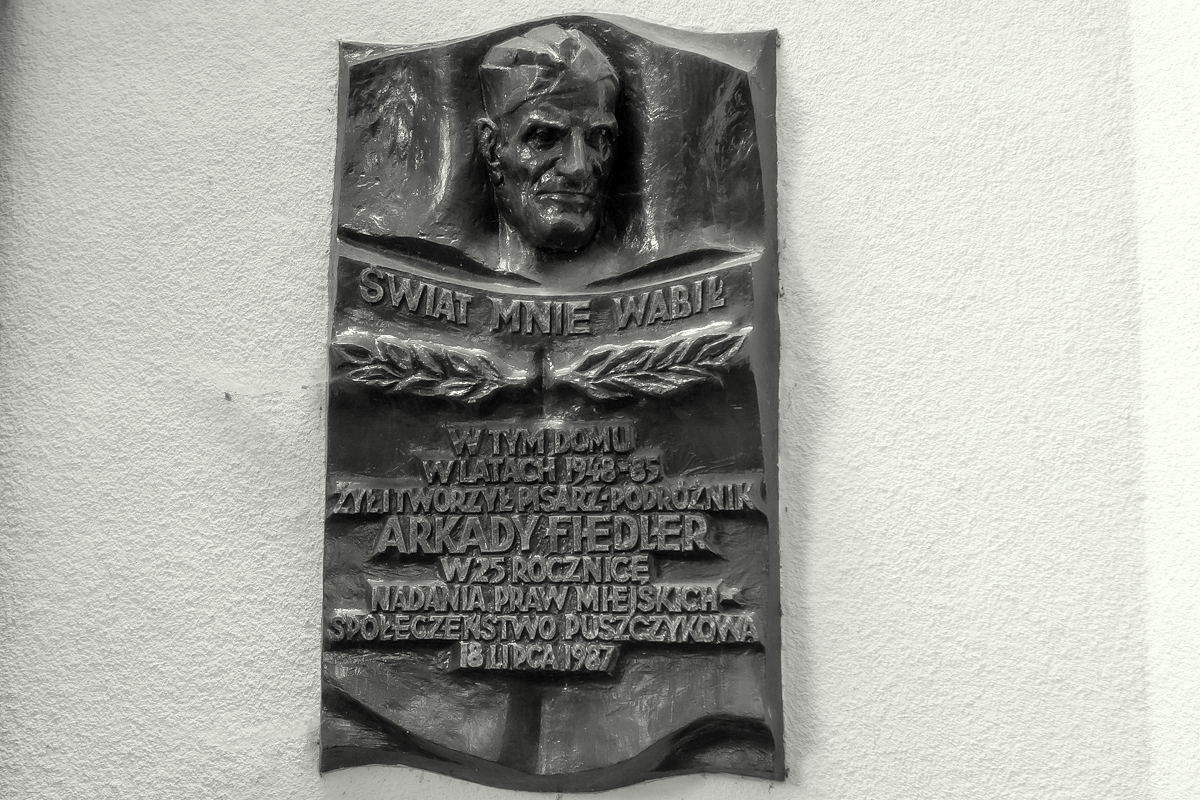 ŚWIAT MNIE WABIŁ
W TYM DOMU
W LATACH 1948-85
ŻYŁ I TWORZYŁ PISARZ-PODRÓŻNIK
ARKADY FIEDLER
W 25 ROCZNICĘ
NADANIA PRAW MIEJSKICH
SPOŁECZEŃSTWO PUSZCZYKOWA
18 LIPCA 1987